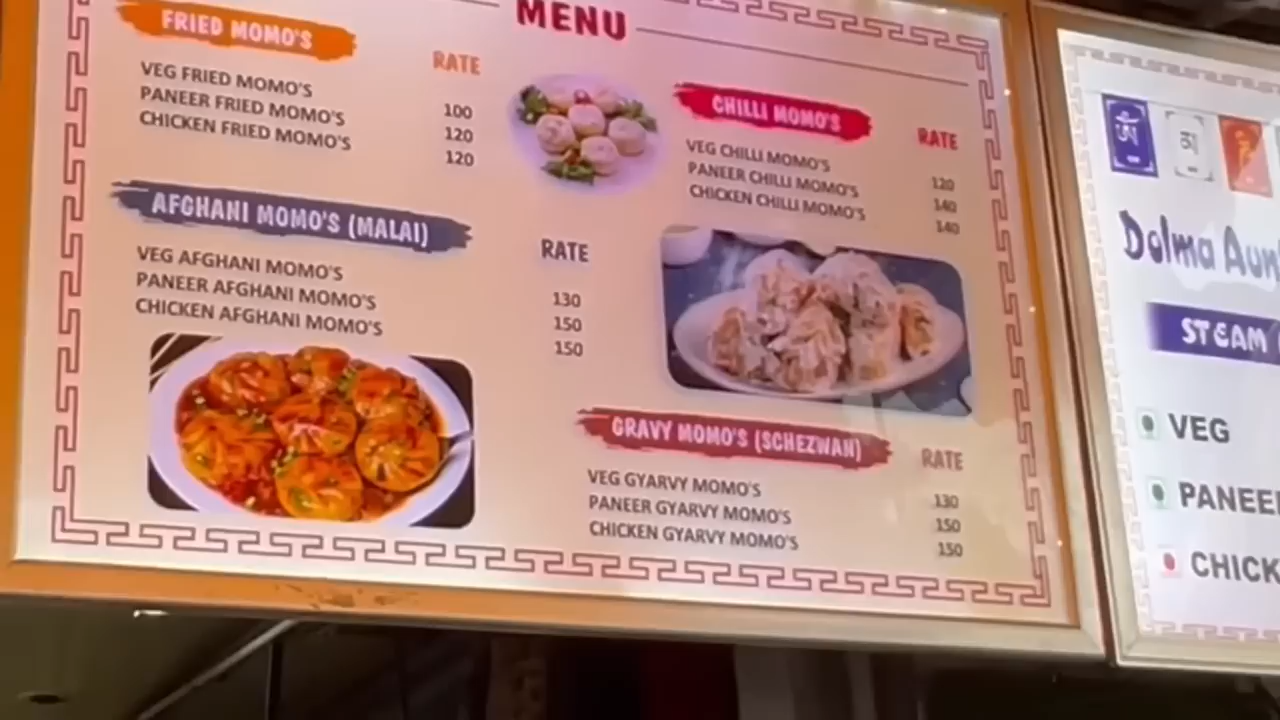 MENU
FRIED MOMO'S
RATE
VEG FRIED MOMO'S 100
PANEER FRIED MOMO'S 120
CHICKEN FRIED MOMO'S 120
AFGHANI MOMO'S (MALAI)
RATE
VEG AFGHANI MOMO'S 130
PANEER AFGHANI MOMO'S 150
CHICKEN AFGHANI MOMO'S 150
CHILLI MOMO'S
RATE
VEG CHILLI MOMO'S 120
PANEER CHILLI MOMO'S 140
CHICKEN CHILLI MOMO'S 140
GRAVY MOMO'S (SCHEZWAN)
RATE
VEG GYARVY MOMO'S 130
PANEER GYARVY MOMO'S 150
CHICKEN GYARVY MOMO'S 150
Dolma Aun
STEAM
VEG
PANEE
CHICK